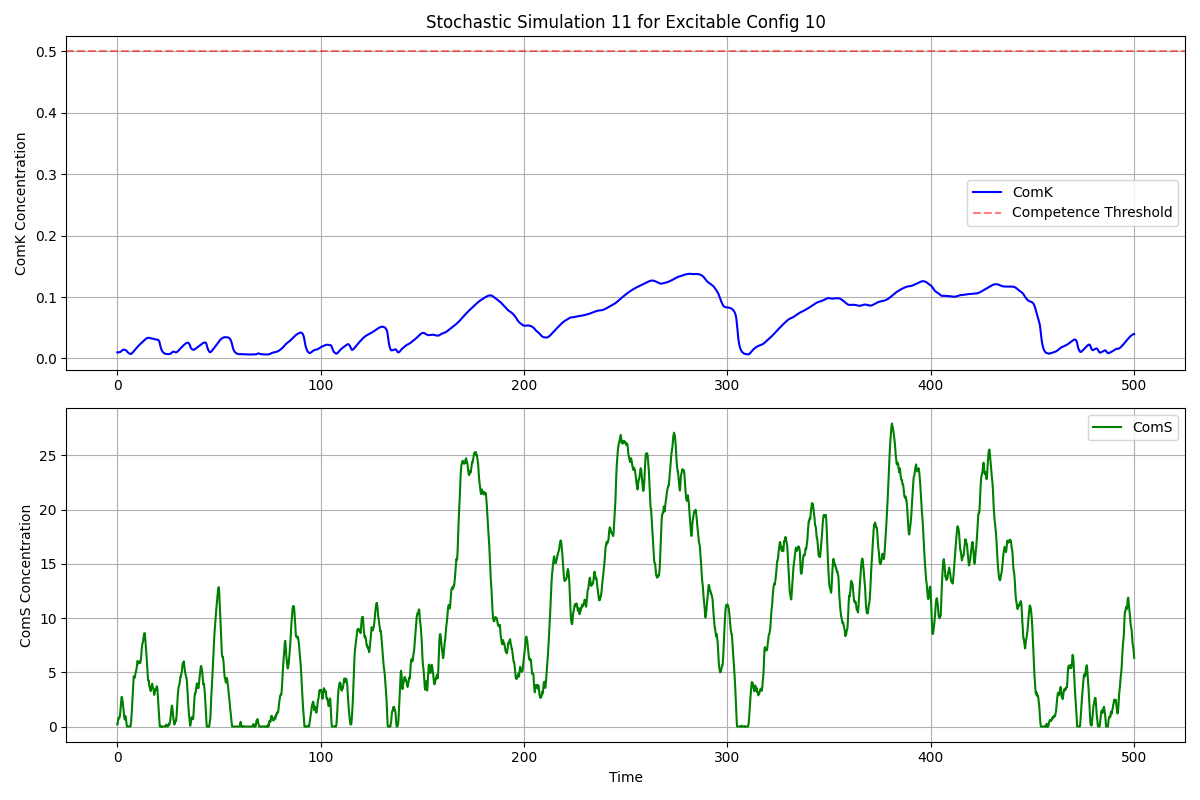 Stochastic Simulation 11 for Excitable Config 10
ComK Concentration
0.5
0.4
0.3
0.2
0.1
0.0
ComK
Competence Threshold
0 100 200 300 400 500
ComS Concentration
25
20
15
10
5
0
ComS
0 100 200 300 400 500
Time